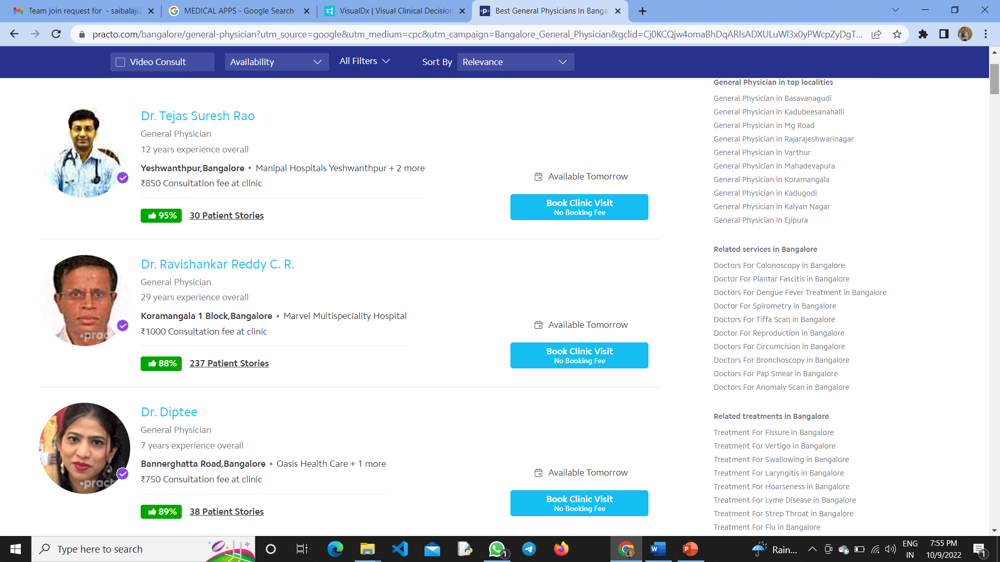 Team join request for - saibalaji2
MEDICAL APPS - Google Search
VisualDx | Visual Clinical Decision
Best General Physicians In Banga
practo.com/bangalore/general-physician?utm_source=google&utm_medium=cpc&utm_campaign=Bangalore_General_Physician&gclid=Cj0KCQjw4omaBhDqARIsADXULuWl3x0yPWcpZyDgT...
Video Consult
Availability
All Filters
Sort By
Relevance
Dr. Tejas Suresh Rao
General Physician
12 years experience overall
Yeshwanthpur,Bangalore • Manipal Hospitals Yeshwanthpur + 2 more
₹850 Consultation fee at clinic
95%
30 Patient Stories
Available Tomorrow
Book Clinic Visit
No Booking Fee
Dr. Ravishankar Reddy C. R.
General Physician
29 years experience overall
Koramangala 1 Block,Bangalore • Marvel Multispeciality Hospital
₹1000 Consultation fee at clinic
88%
237 Patient Stories
Available Tomorrow
Book Clinic Visit
No Booking Fee
•prac
Dr. Diptee
General Physician
7 years experience overall
Bannerghatta Road,Bangalore • Oasis Health Care + 1 more
₹750 Consultation fee at clinic
89%
38 Patient Stories
Available Tomorrow
Book Clinic Visit
No Booking Fee
•pract
General Physician in top localities
General Physician in Basavanagudi
General Physician in Kadubeesanahalli
General Physician in Mg Road
General Physician in Rajarajeshwarinagar
General Physician in Varthur
General Physician in Mahadevapura
General Physician in Koramangala
General Physician in Kadugodi
General Physician in Kalyan Nagar
General Physician in Ejipura
Related services in Bangalore
Doctors For Colonoscopy in Bangalore
Doctor For Plantar Fascitis in Bangalore
Doctors For Dengue Fever Treatment in Bangalore
Doctor For Spirometry in Bangalore
Doctors For Tiffa Scan in Bangalore
Doctor For Reproduction in Bangalore
Doctors For Circumcision in Bangalore
Doctors For Bronchoscopy in Bangalore
Doctors For Pap Smear in Bangalore
Doctors For Anomaly Scan in Bangalore
Related treatments in Bangalore
Treatment For Fissure in Bangalore
Treatment For Vertigo in Bangalore
Treatment For Swallowing in Bangalore
Treatment For Laryngitis in Bangalore
Treatment For Hoarseness in Bangalore
Treatment For Lyme Disease in Bangalore
Treatment For Strep Throat in Bangalore
Treatment For Flu in Bangalore
Type here to search
1
Rain...
ENG
IN
7:55 PM
10/9/2022
1